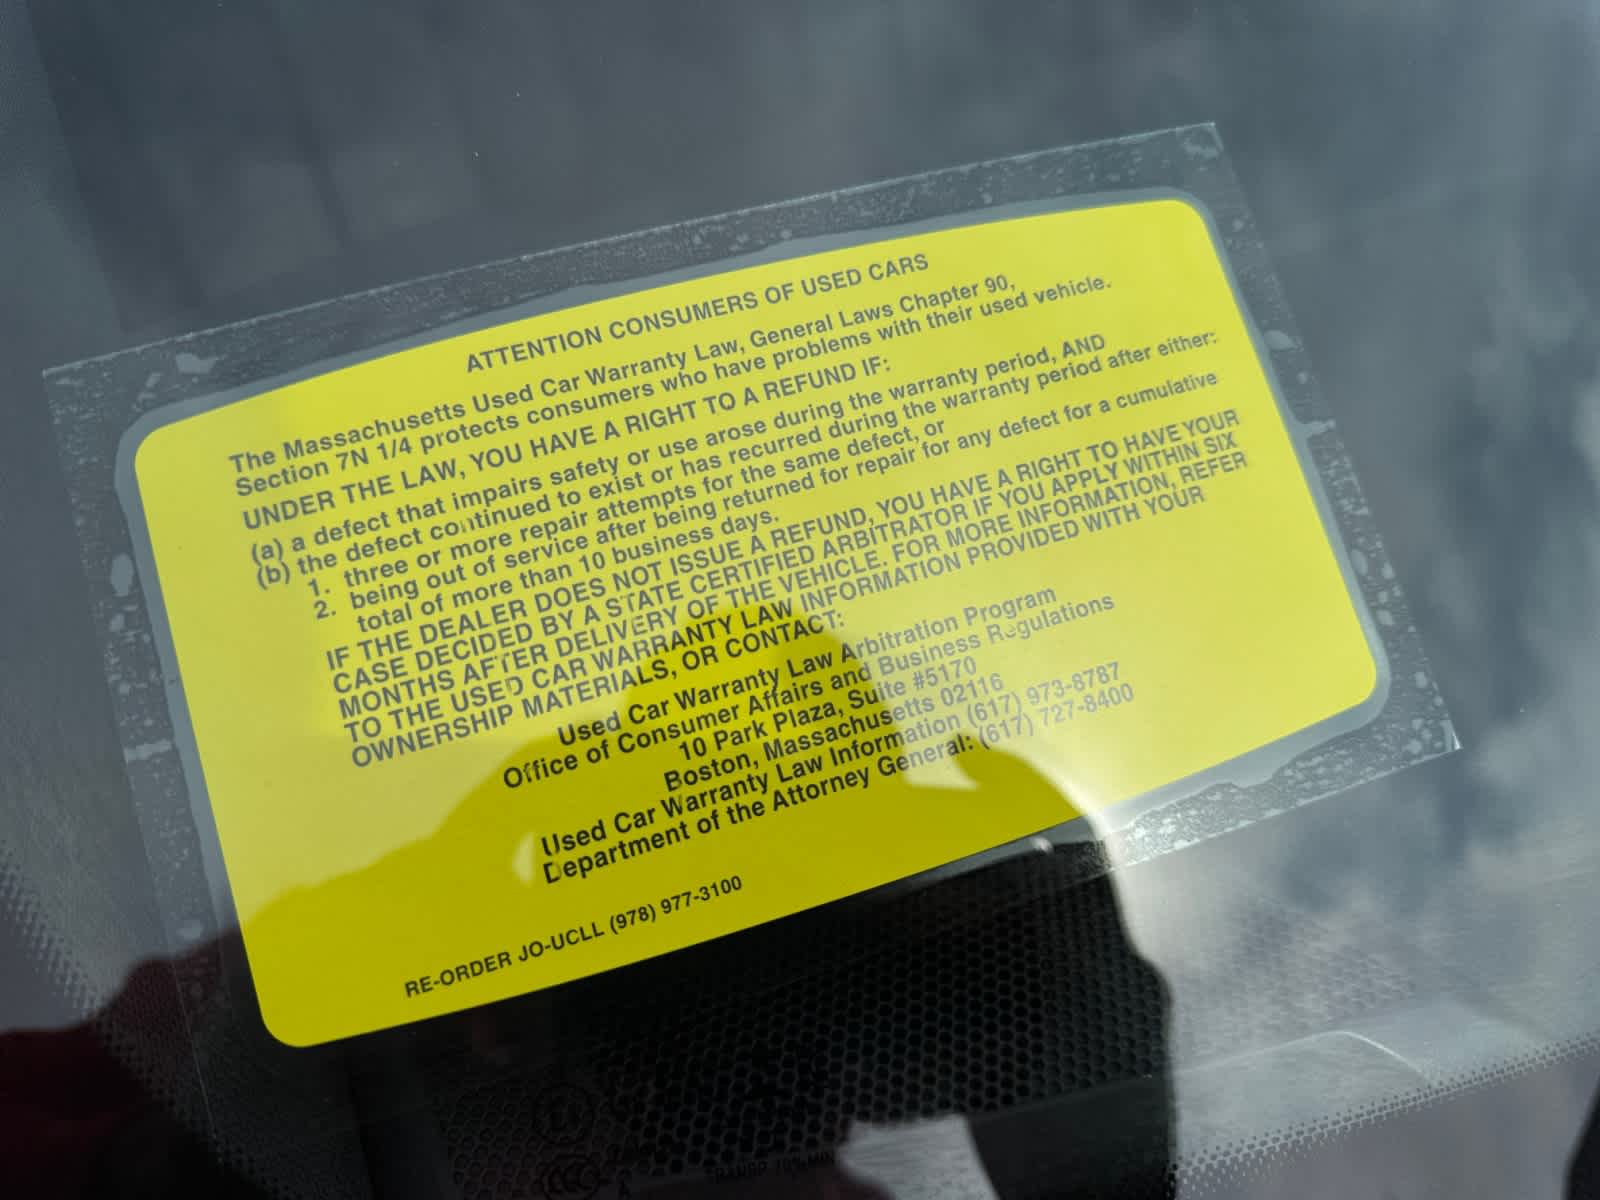 ATTENTION CONSUMERS OF USED CARS
The Massachusetts Used Car Warranty Law, General Laws Chapter 90,
Section 7N 1/4 protects consumers who have problems with their used vehicle.
UNDER THE LAW, YOU HAVE A RIGHT TO A REFUND IF:
(a) a defect that impairs safety or use arose during the warranty period, AND
(b) the defect continued to exist or has recurred during the warranty period after either:
1. three or more repair attempts for the same defect, or
2. being out of service after being returned for repair for any defect for a cumulative
total of more than 10 business days.
IF THE DEALER DOES NOT ISSUE A REFUND, YOU HAVE A RIGHT TO HAVE YOUR
CASE DECIDED BY A STATE CERTIFIED ARBITRATOR IF YOU APPLY WITHIN SIX
MONTHS AFTER DELIVERY OF THE VEHICLE. FOR MORE INFORMATION, REFER
TO THE USED CAR WARRANTY LAW INFORMATION PROVIDED WITH YOUR
OWNERSHIP MATERIALS, OR CONTACT:
Used Car Warranty Law Arbitration Program
Office of Consumer Affairs and Business Regulations
10 Park Plaza, Suite #5170
Boston, Massachusetts 02116
Used Car Warranty Law Information (617) 973-8787
Department of the Attorney General: (617) 727-8400
RE-ORDER JO-UCLL (978) 977-3100